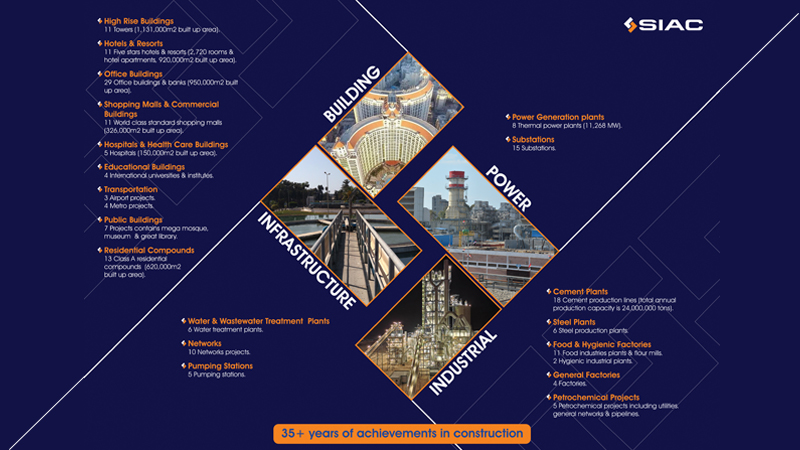 SIAC
High Rise Buildings
11 Towers (1,131,000m2 built up area).
Hotels & Resorts
11 Five stars hotels & resorts (2,720 rooms &
hotel apartments, 920,000m2 built up area).
Office Buildings
29 Office buildings & banks (950,000m2 built
up area).
Shopping Malls & Commercial
Buildings
11 World class standard shopping malls
(326,000m2 built up area).
Hospitals & Health Care Buildings
5 Hospitals (150,000m2 built up area).
Educational Buildings
4 International universities & institutes.
Transportation
3 Airport projects.
4 Metro projects.
Public Buildings
7 Projects contains mega mosque,
museum & great library.
Residential Compounds
13 Class A residential
compounds (620,000m2
built up area).
BUILDING
Power Generation plants
8 Thermal power plants (11,268 MW).
Substations
15 Substations.
POWER
INFRASTRUCTURE
Water & Wastewater Treatment Plants
6 Water treatment plants.
Networks
10 Networks projects.
Pumping Stations
5 Pumping stations.
INDUSTRIAL
Cement Plants
18 Cement production lines (total annual
production capacity is 24,000,000 tons).
Steel Plants
6 Steel production plants.
Food & Hygienic Factories
11 Food industries plants & flour mills.
2 Hygienic industrial plants.
General Factories
4 Factories.
Petrochemical Projects
5 Petrochemical projects including utilities,
general networks & pipelines.
35+ years of achievements in construction